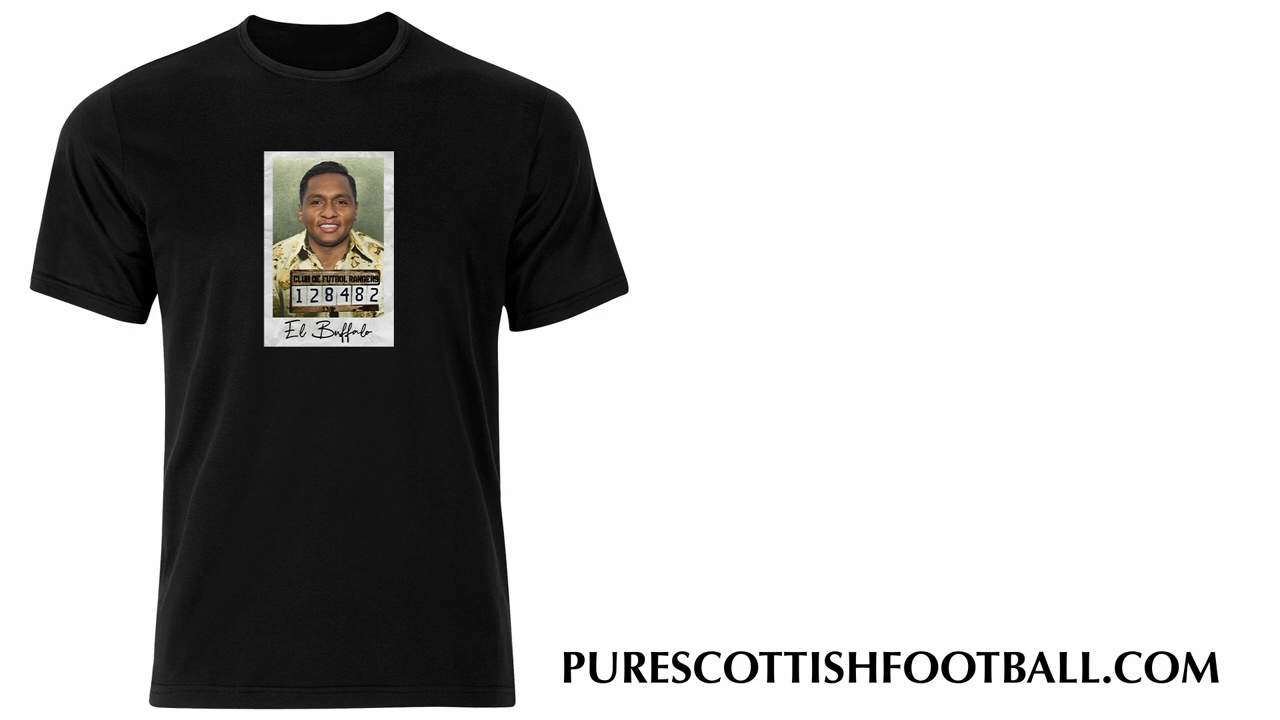 CLUB DE FUTBOL RANGERS
128482
El Buffalo
PURESCOTTISHFOOTBALL.COM